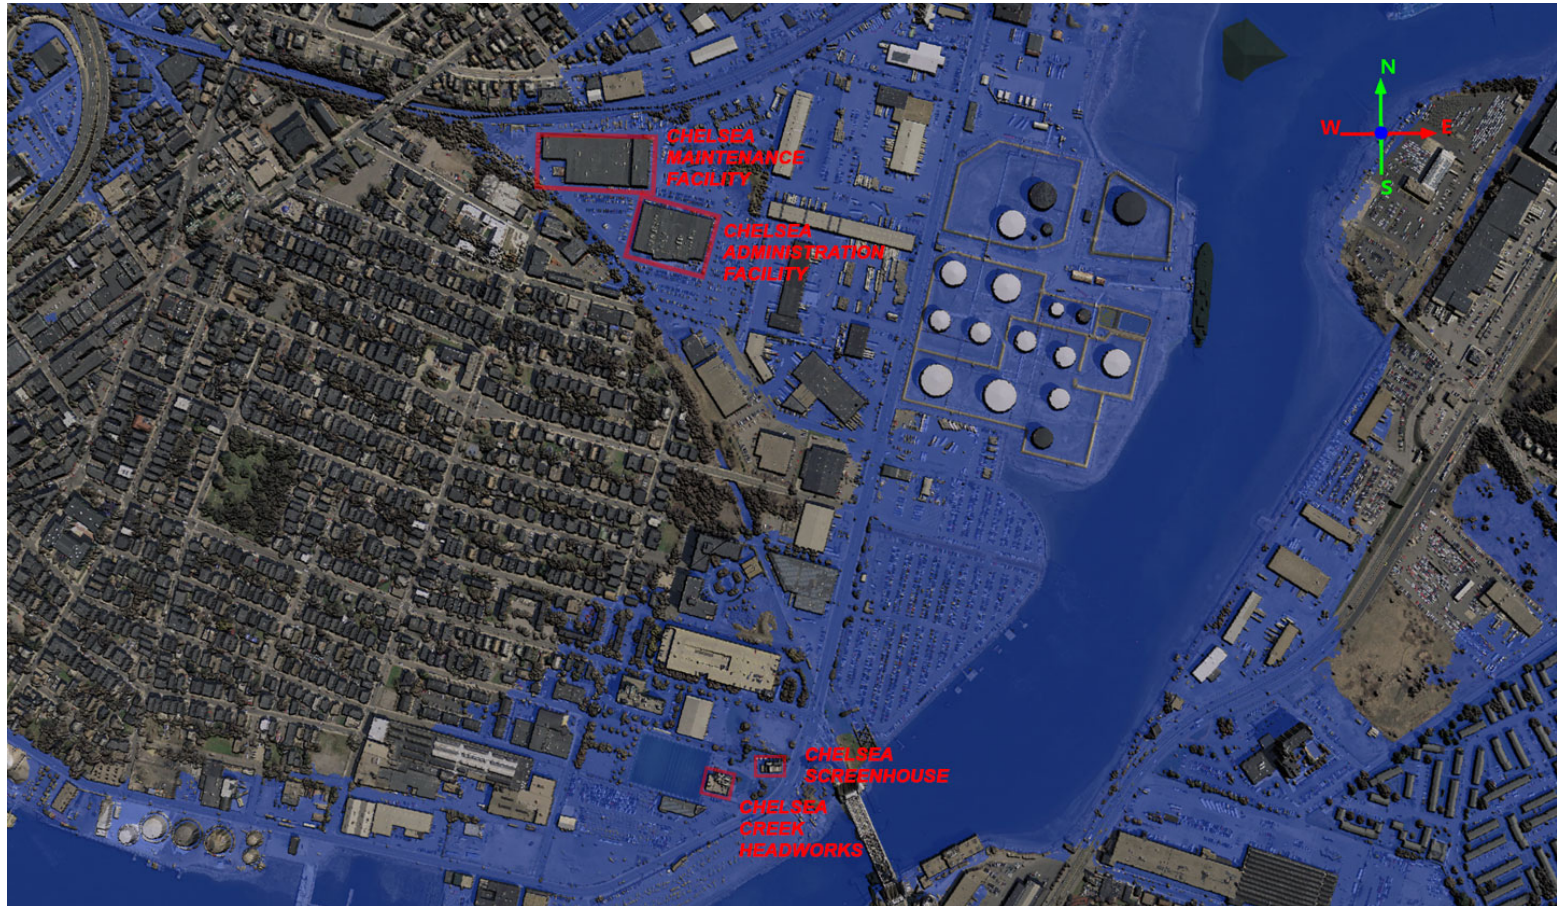 N
W
E
S
CHELSEA
MAINTENANCE
FACILITY
CHELSEA
ADMINISTRATION
FACILITY
CHELSEA
SCREENHOUSE
CHELSEA
CREEK
HEADWORKS